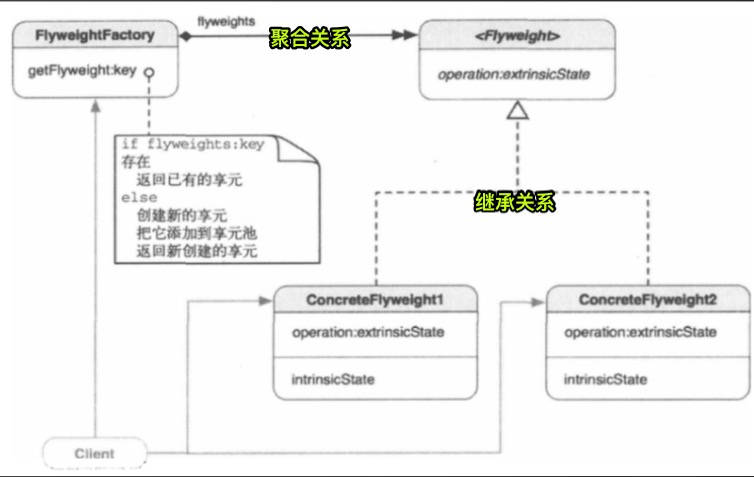 FlyweightFactory
flyweights
聚合关系
<Flyweight>
getFlyweight:key
operation:extrinsicState
if flyweights:key
存在
返回已有的享元
else
创建新的享元
把它添加到享元池
返回新创建的享元
继承关系
ConcreteFlyweight1
operation:extrinsicState
intrinsicState
ConcreteFlyweight2
operation:extrinsicState
intrinsicState
Client